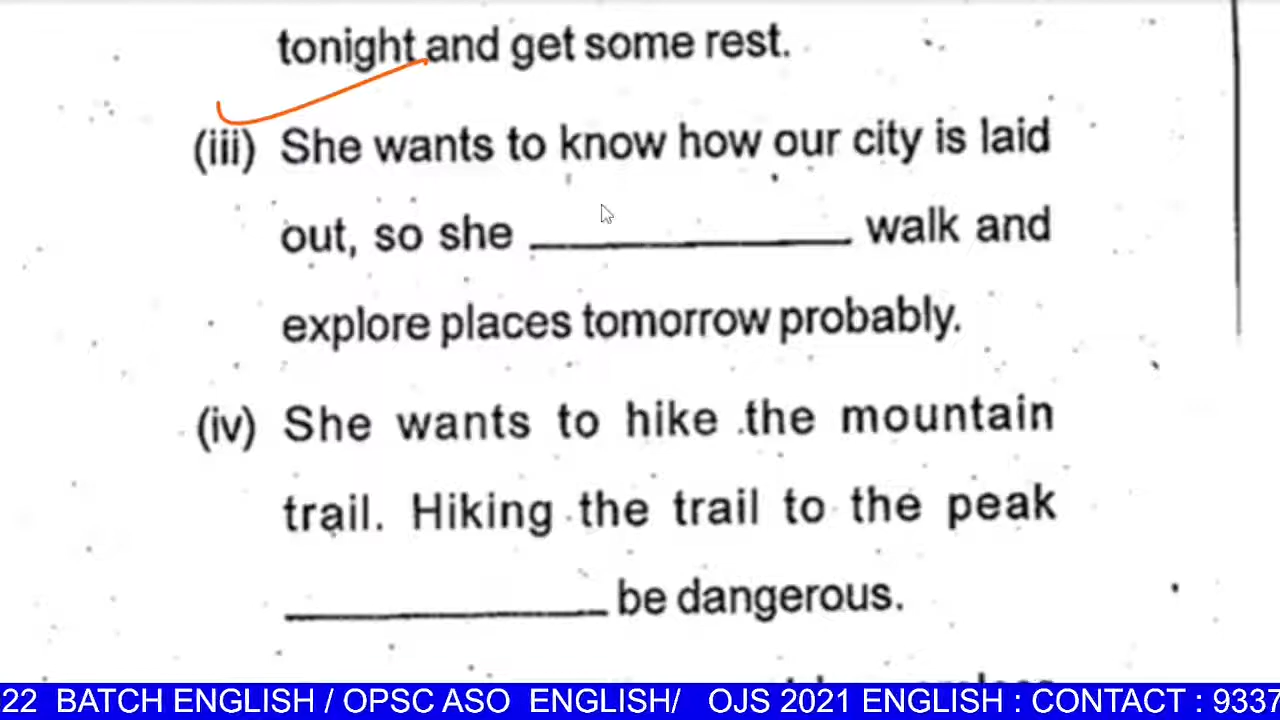 tonight and get some rest.
(iii) She wants to know how our city is laid
out, so she ____________ walk and
explore places tomorrow probably.
(iv) She wants to hike the mountain
trail. Hiking the trail to the peak
____________ be dangerous.
22 BATCH ENGLISH / OPSC ASO ENGLISH/ OJS 2021 ENGLISH : CONTACT : 9337